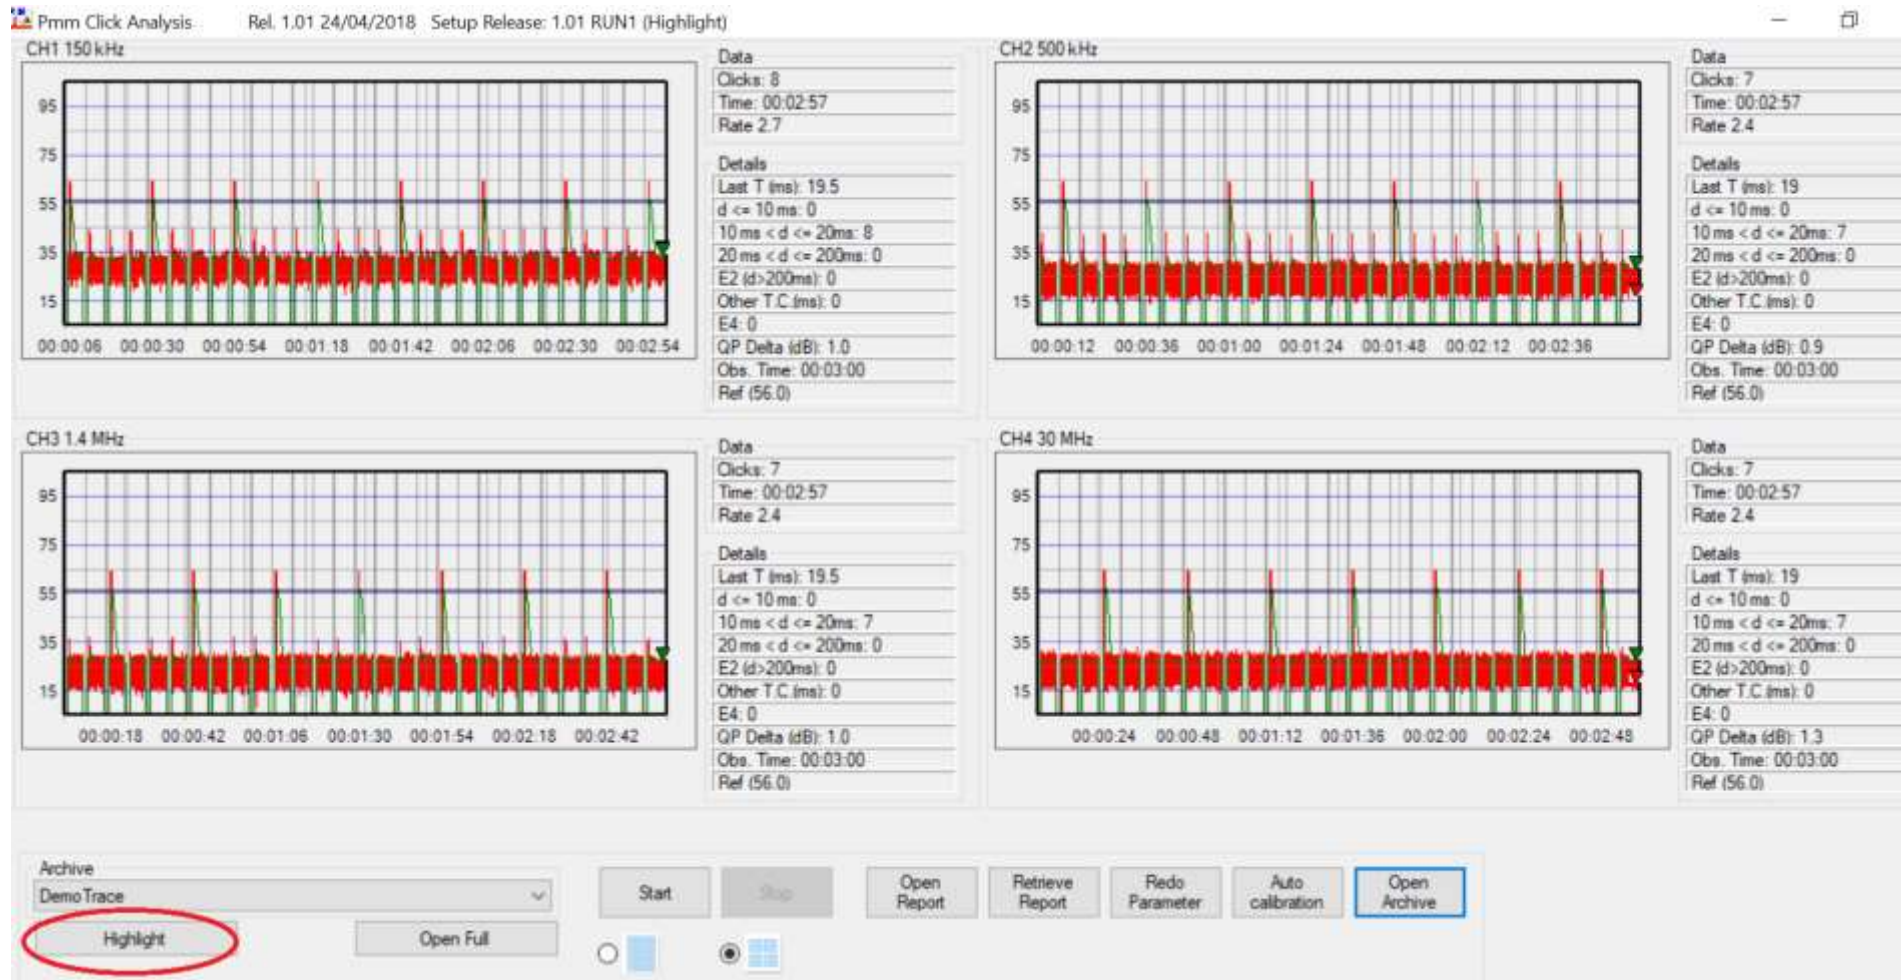 Pmm Click Analysis Rel. 1.01 24/04/2018 Setup Release: 1.01 RUN1 (Highlight)
CH1 150 kHz
95
75
55
35
15
00:00:06 00:00:30 00:00:54 00:01:18 00:01:42 00:02:06 00:02:30 00:02:54
Data
Clicks: 8
Time: 00:02:57
Rate 2.7
Details
Last T (ms): 19.5
d <= 10 ms: 0
10 ms < d <= 20ms: 8
20 ms < d <= 200ms: 0
E2 (d>200ms): 0
Other T.C.(ms): 0
E4: 0
QP Delta (dB): 1.0
Obs. Time: 00:03:00
Ref (56.0)
CH2 500 kHz
95
75
55
35
15
00:00:12 00:00:36 00:01:00 00:01:24 00:01:48 00:02:12 00:02:36
Data
Clicks: 7
Time: 00:02:57
Rate 2.4
Details
Last T (ms): 19
d <= 10 ms: 0
10 ms < d <= 20ms: 7
20 ms < d <= 200ms: 0
E2 (d>200ms): 0
Other T.C.(ms): 0
E4: 0
QP Delta (dB): 0.9
Obs. Time: 00:03:00
Ref (56.0)
CH3 1.4 MHz
95
75
55
35
15
00:00:18 00:00:42 00:01:06 00:01:30 00:01:54 00:02:18 00:02:42
Data
Clicks: 7
Time: 00:02:57
Rate 2.4
Details
Last T (ms): 19.5
d <= 10 ms: 0
10 ms < d <= 20ms: 7
20 ms < d <= 200ms: 0
E2 (d>200ms): 0
Other T.C.(ms): 0
E4: 0
QP Delta (dB): 1.0
Obs. Time: 00:03:00
Ref (56.0)
CH4 30 MHz
95
75
55
35
15
00:00:24 00:00:48 00:01:12 00:01:36 00:02:00 00:02:24 00:02:48
Data
Clicks: 7
Time: 00:02:57
Rate 2.4
Details
Last T (ms): 19
d <= 10 ms: 0
10 ms < d <= 20ms: 7
20 ms < d <= 200ms: 0
E2 (d>200ms): 0
Other T.C.(ms): 0
E4: 0
QP Delta (dB): 1.3
Obs. Time: 00:03:00
Ref (56.0)
Archive
DemoTrace
Highlight
Open Full
Start
Stop
Open
Report
Retrieve
Report
Redo
Parameter
Auto
calibration
Open
Archive